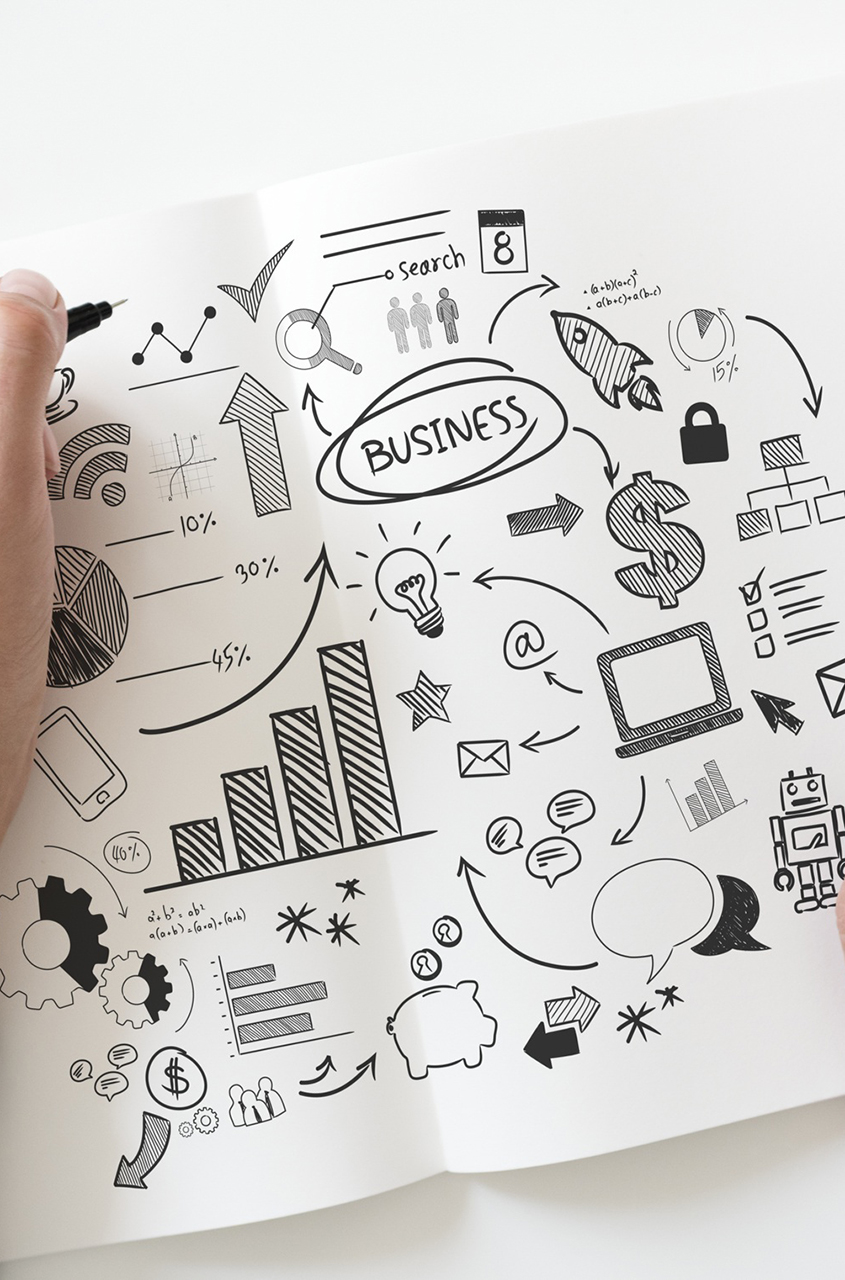 8
search
(a+b)(a+c)²
a(b+c)+a(b-c)
15%
BUSINESS
10%
30%
45%
@
$
40%
a²+b²=ab²
a(a+b)=(a+a)+(a+b)
$